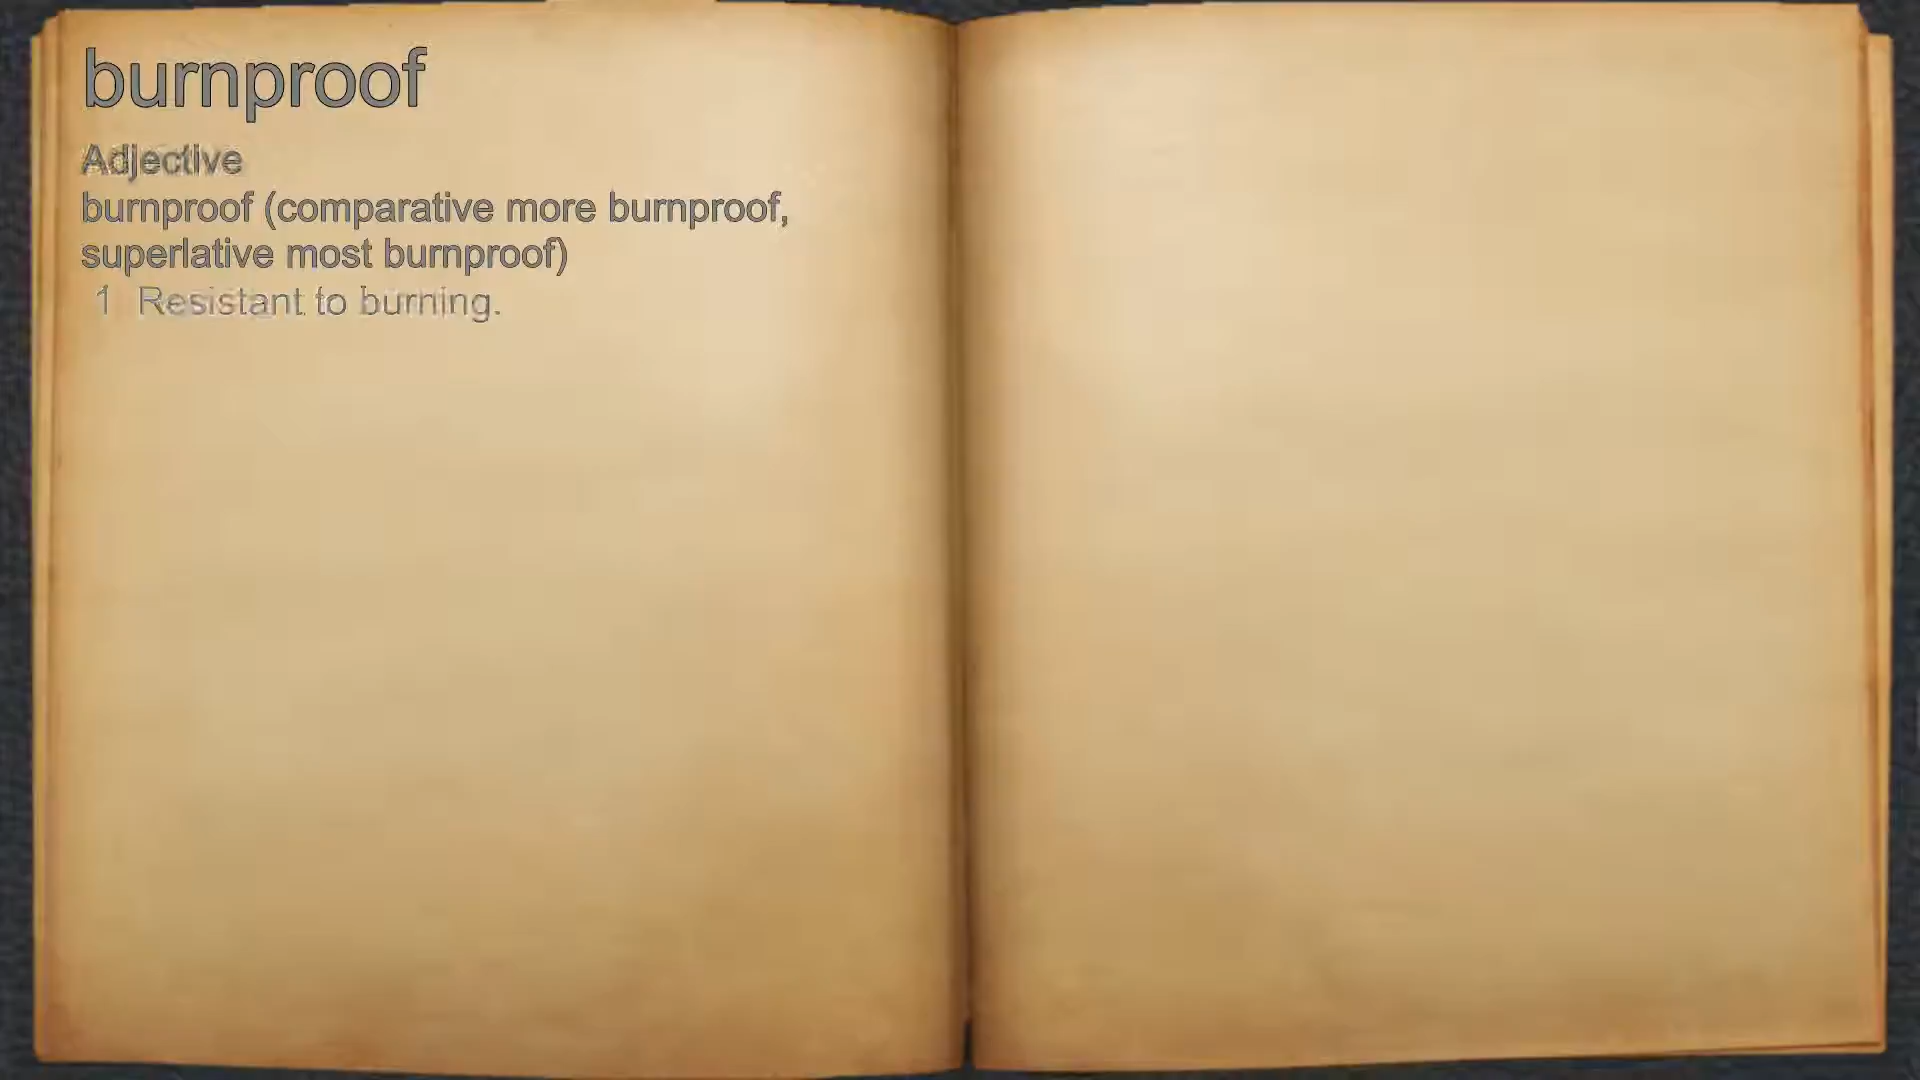 burnproof
Adjective
burnproof (comparative more burnproof,
superlative most burnproof)
1 Resistant to burning.